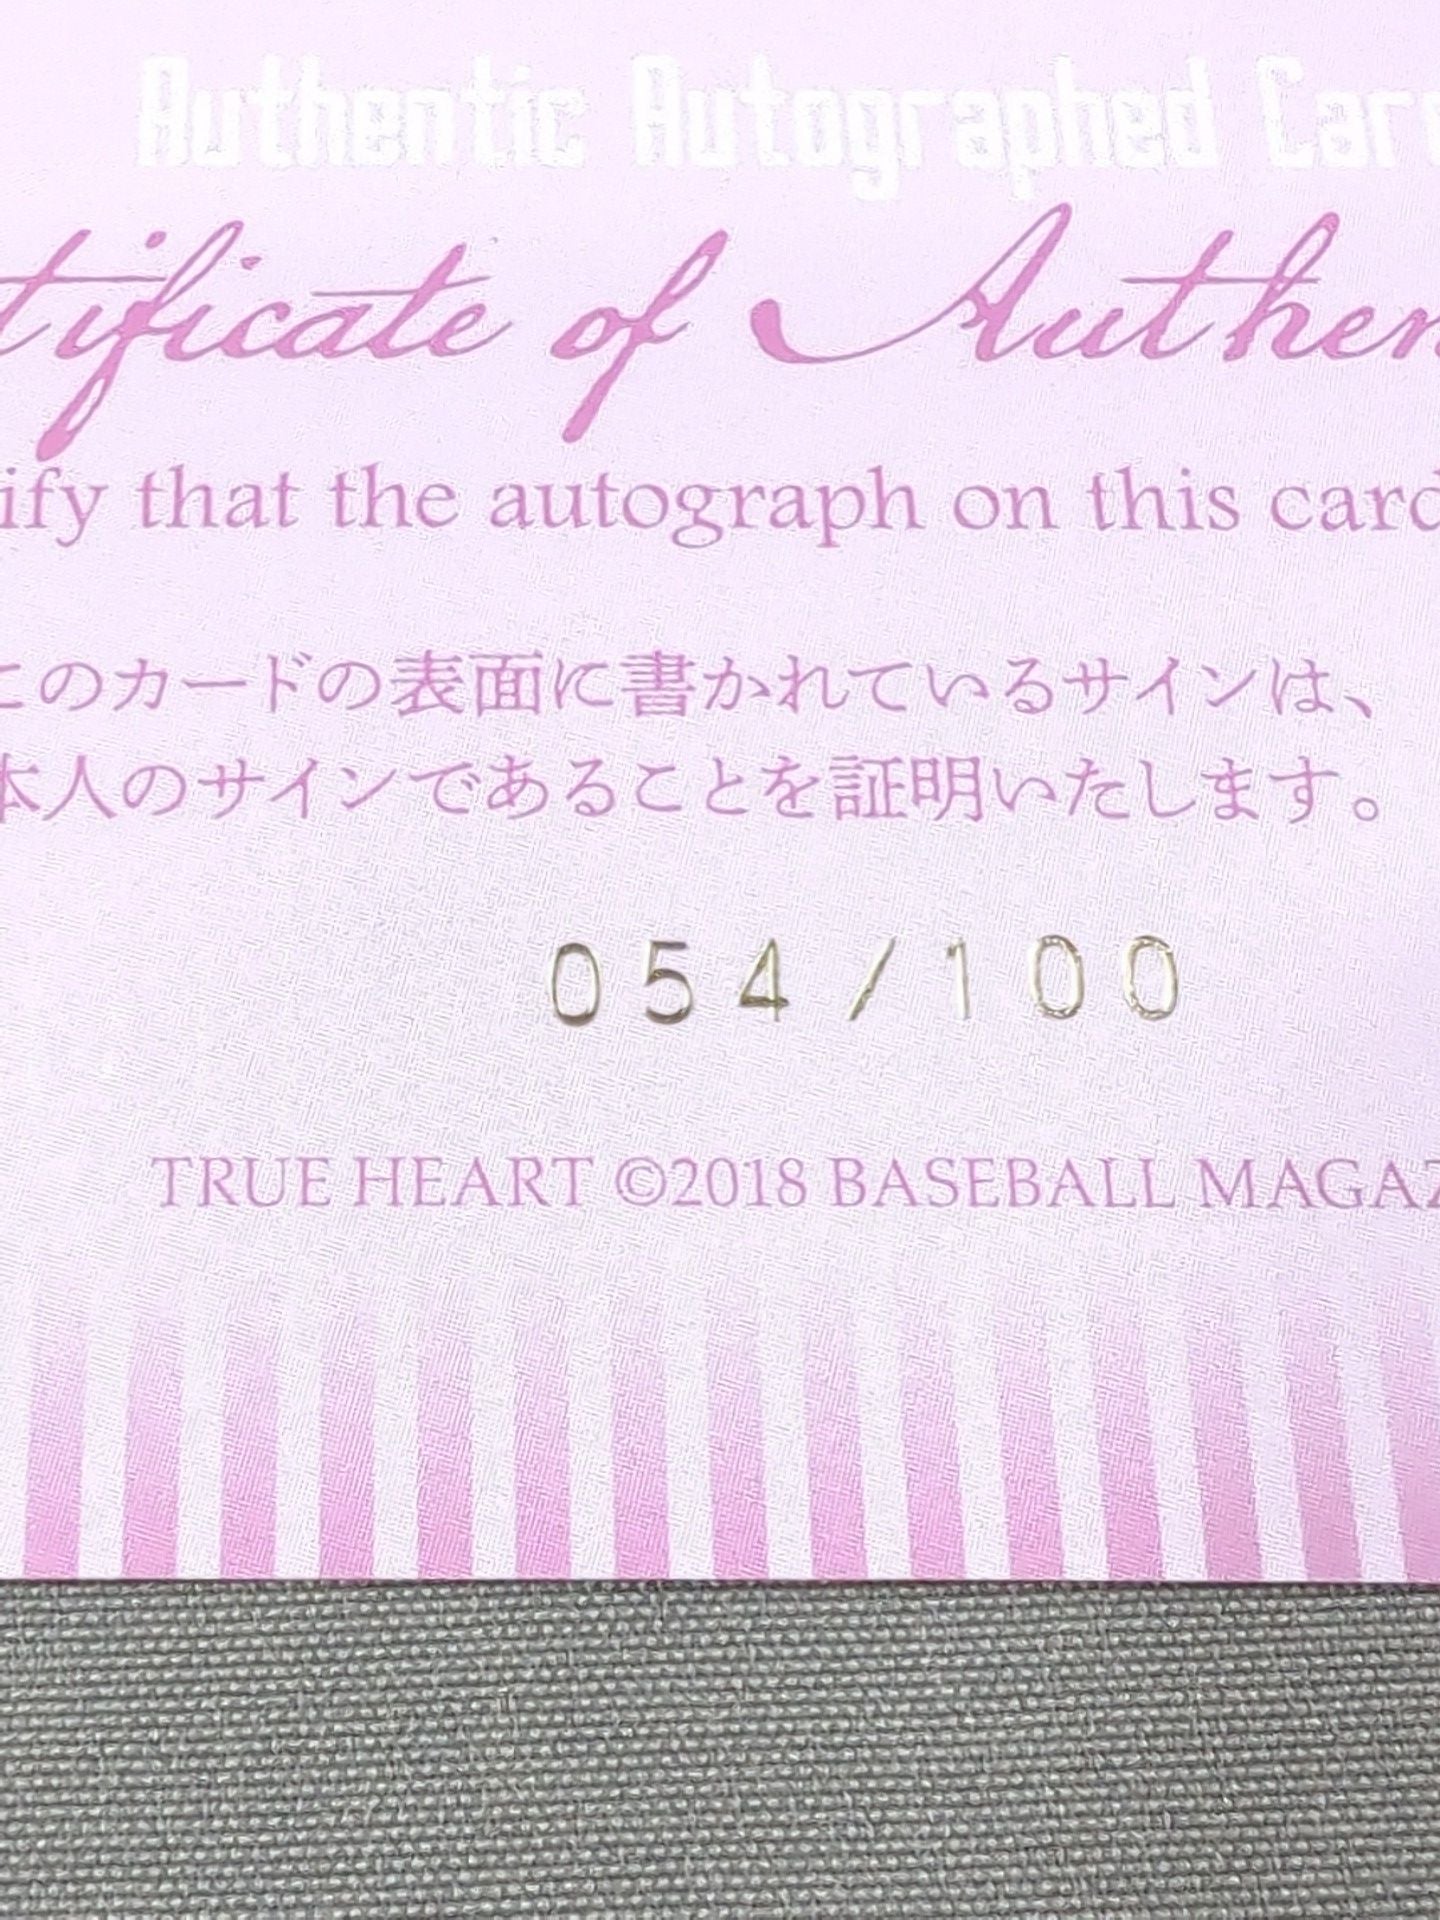 Authentic Autographed Car
tificate of Authen
ify that the autograph on this card
このカードの表面に書かれているサインは、
本人のサインであることを証明いたします。
054/100
TRUE HEART ©2018 BASEBALL MAGAZ